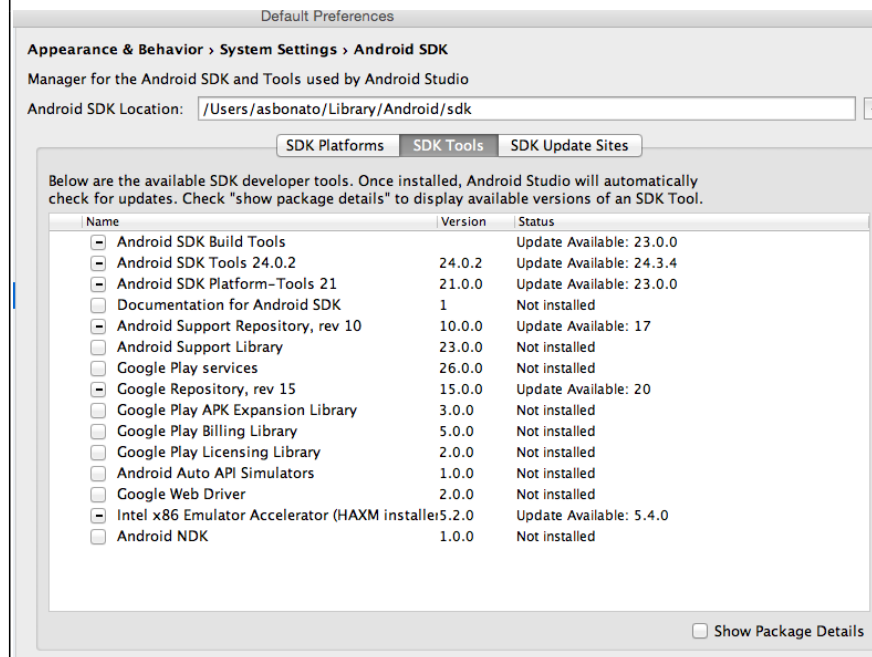 Default Preferences
Appearance & Behavior › System Settings › Android SDK
Manager for the Android SDK and Tools used by Android Studio
Android SDK Location: /Users/asbonato/Library/Android/sdk
SDK Platforms SDK Tools SDK Update Sites
Below are the available SDK developer tools. Once installed, Android Studio will automatically
check for updates. Check "show package details" to display available versions of an SDK Tool.
Name Version Status
Android SDK Build Tools Update Available: 23.0.0
Android SDK Tools 24.0.2 24.0.2 Update Available: 24.3.4
Android SDK Platform-Tools 21 21.0.0 Update Available: 23.0.0
Documentation for Android SDK 1 Not installed
Android Support Repository, rev 10 10.0.0 Update Available: 17
Android Support Library 23.0.0 Not installed
Google Play services 26.0.0 Not installed
Google Repository, rev 15 15.0.0 Update Available: 20
Google Play APK Expansion Library 3.0.0 Not installed
Google Play Billing Library 5.0.0 Not installed
Google Play Licensing Library 2.0.0 Not installed
Android Auto API Simulators 1.0.0 Not installed
Google Web Driver 2.0.0 Not installed
Intel x86 Emulator Accelerator (HAXM installer 5.2.0 Update Available: 5.4.0
Android NDK 1.0.0 Not installed
Show Package Details